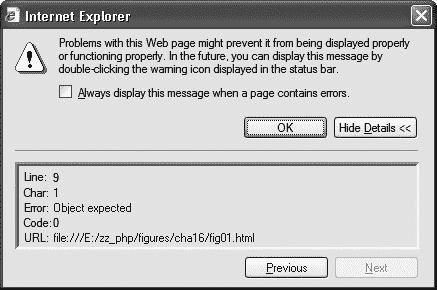 Internet Explorer
Problems with this Web page might prevent it from being displayed properly
or functioning properly. In the future, you can display this message by
double-clicking the warning icon displayed in the status bar.
Always display this message when a page contains errors.
OK
Hide Details <<
Line: 9
Char: 1
Error: Object expected
Code:0
URL: file:///E:/zz_php/figures/cha16/fig01.html
Previous
Next